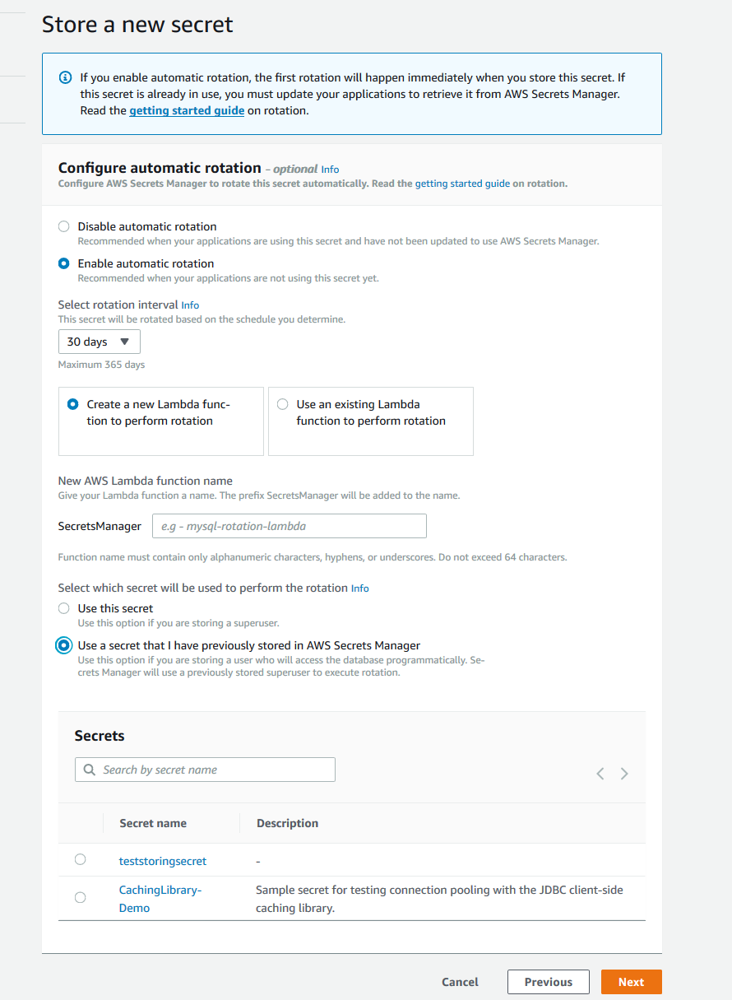 Store a new secret
If you enable automatic rotation, the first rotation will happen immediately when you store this secret. If
this secret is already in use, you must update your applications to retrieve it from AWS Secrets Manager.
Read the getting started guide on rotation.
Configure automatic rotation – optional Info
Configure AWS Secrets Manager to rotate this secret automatically. Read the getting started guide on rotation.
Disable automatic rotation
Recommended when your applications are using this secret and have not been updated to use AWS Secrets Manager.
Enable automatic rotation
Recommended when your applications are not using this secret yet.
Select rotation interval Info
This secret will be rotated based on the schedule you determine.
30 days
Maximum 365 days
Create a new Lambda func-
tion to perform rotation
Use an existing Lambda
function to perform rotation
New AWS Lambda function name
Give your Lambda function a name. The prefix SecretsManager will be added to the name.
SecretsManager e.g - mysql-rotation-lambda
Function name must contain only alphanumeric characters, hyphens, or underscores. Do not exceed 64 characters.
Select which secret will be used to perform the rotation Info
Use this secret
Use this option if you are storing a superuser.
Use a secret that I have previously stored in AWS Secrets Manager
Use this option if you are storing a user who will access the database programmatically. Se-
crets Manager will use a previously stored superuser to execute rotation.
Secrets
Search by secret name
Secret name Description
teststoringsecret -
CachingLibrary-
Demo
Sample secret for testing connection pooling with the JDBC client-side
caching library.
Cancel Previous Next